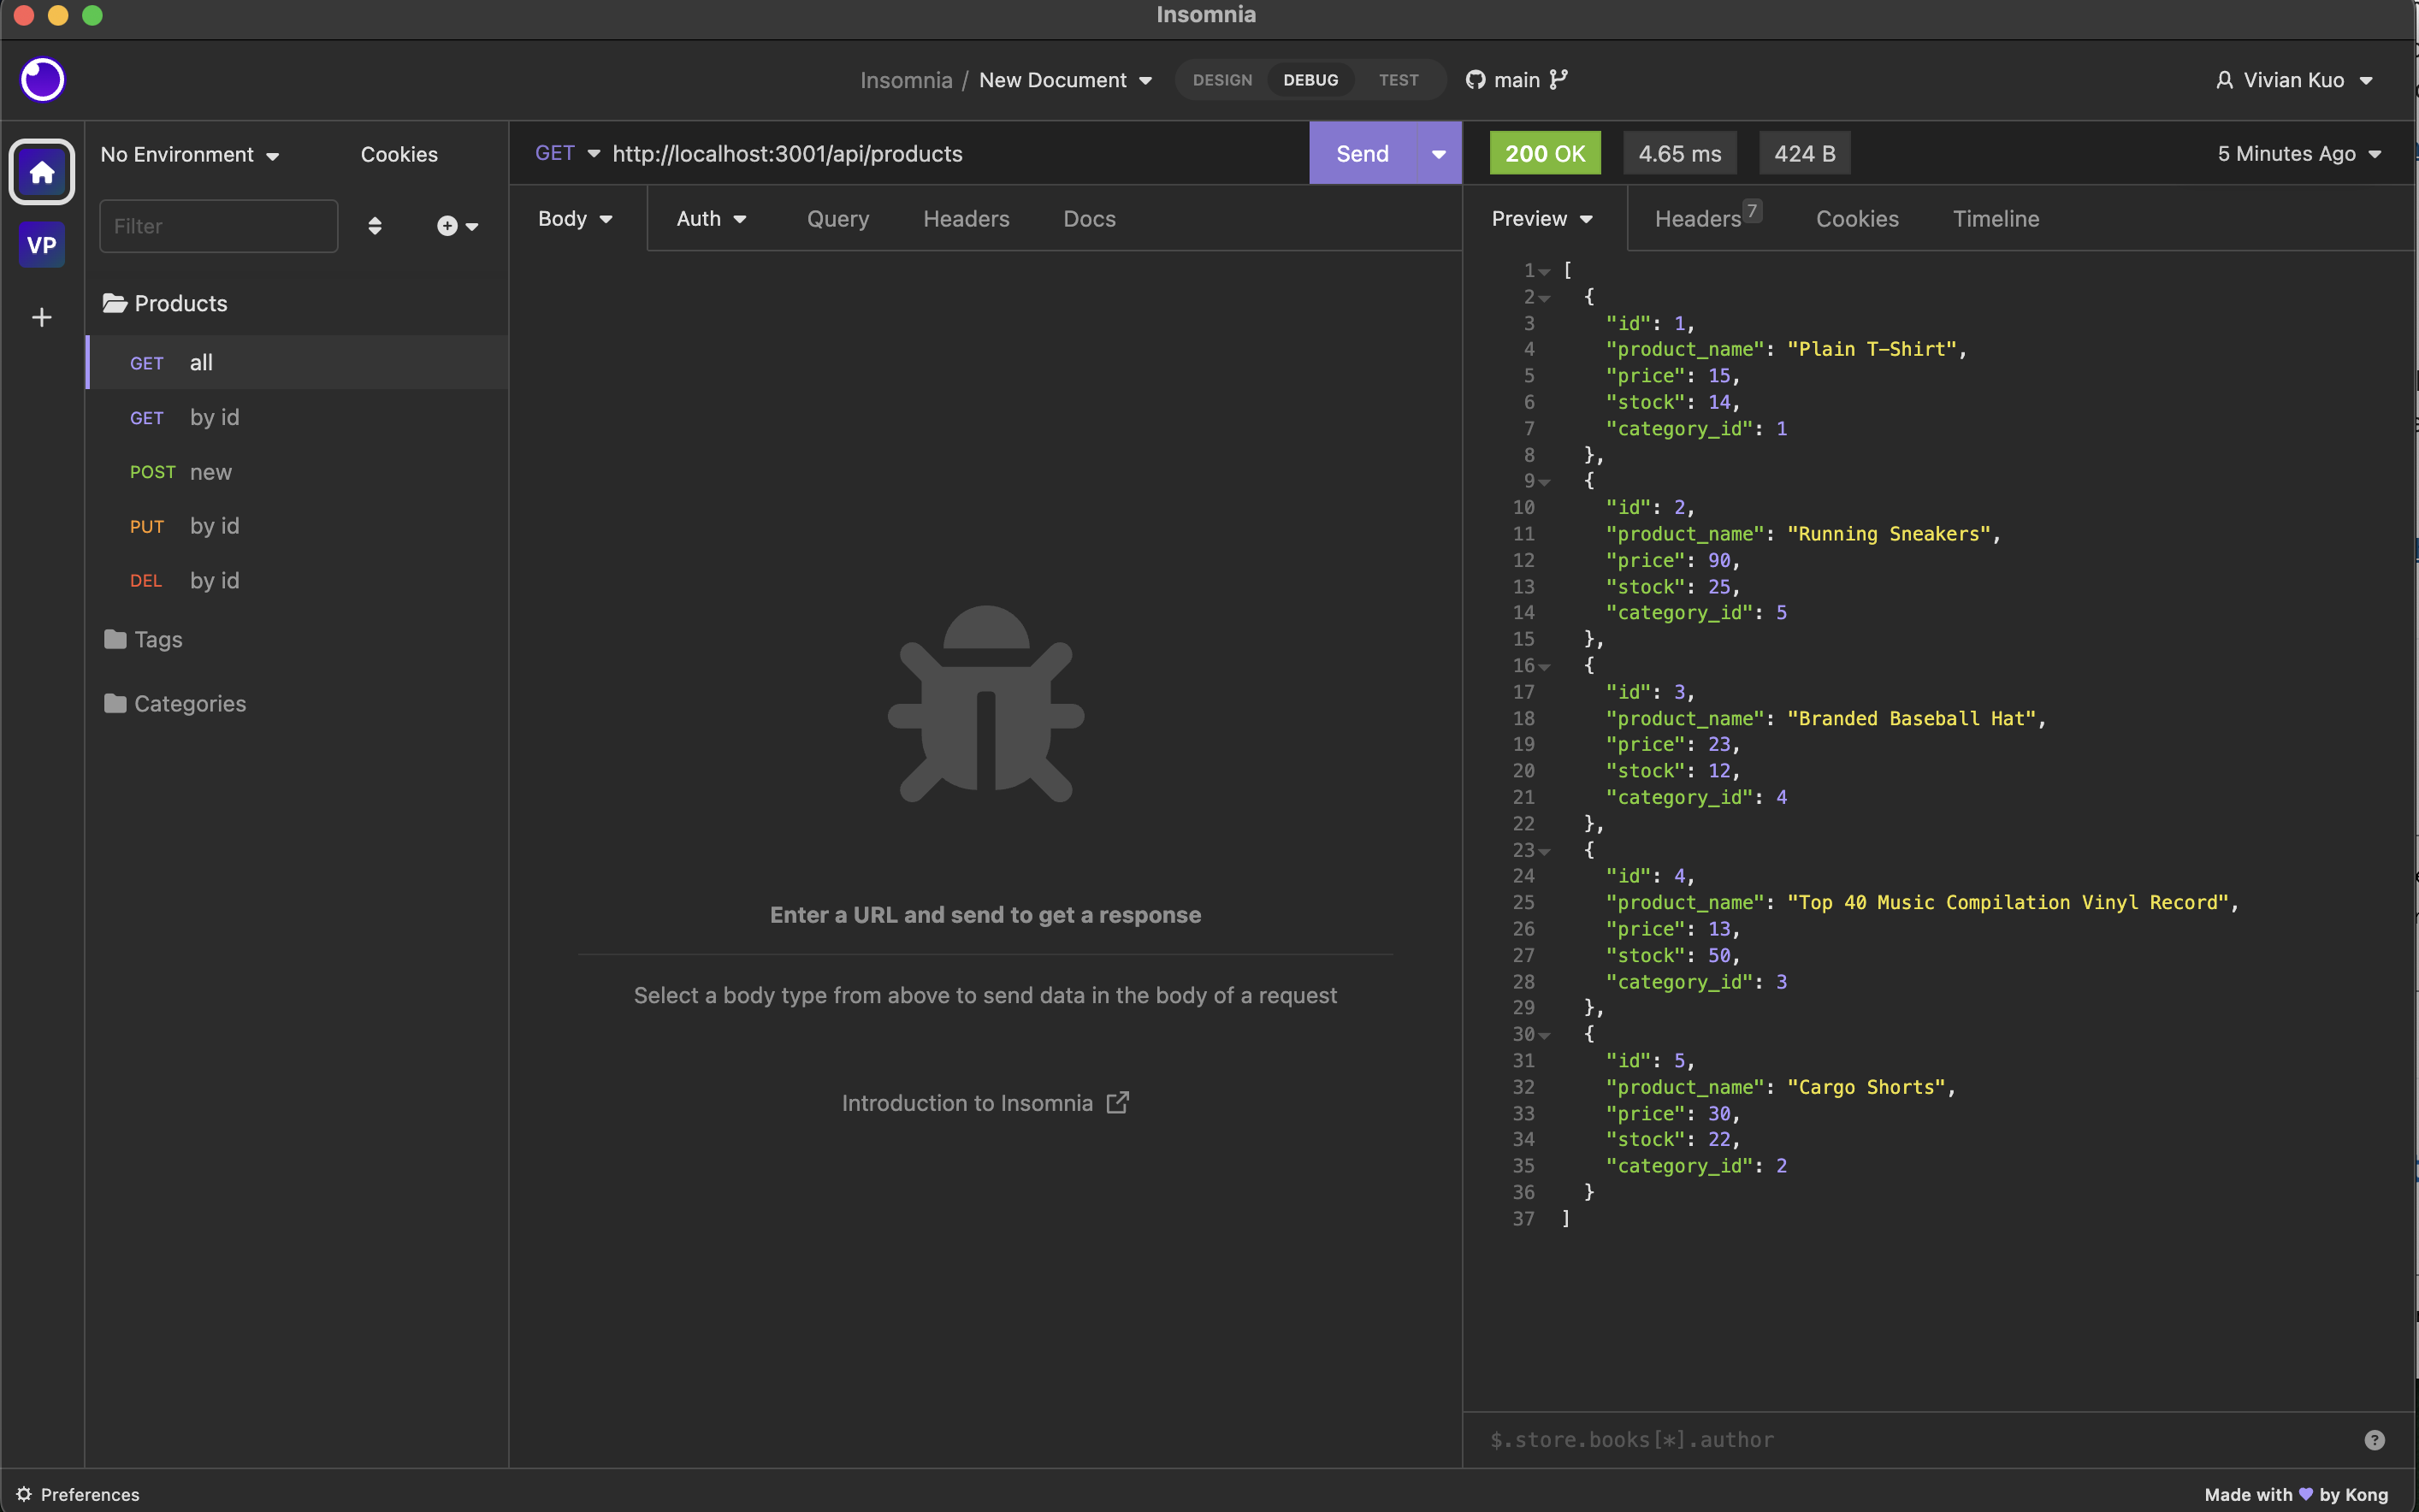 Insomnia
Insomnia / New Document
DESIGN DEBUG TEST
main
Vivian Kuo
VP
No Environment
Cookies
Filter
Products
GET all
GET by id
POST new
PUT by id
DEL by id
Tags
Categories
GET http://localhost:3001/api/products
Send
Body Auth Query Headers Docs
Enter a URL and send to get a response
Select a body type from above to send data in the body of a request
Introduction to Insomnia
200 OK 4.65 ms 424 B
5 Minutes Ago
Preview Headers 7 Cookies Timeline
1 [
2 {
3 "id": 1,
4 "product_name": "Plain T-Shirt",
5 "price": 15,
6 "stock": 14,
7 "category_id": 1
8 },
9 {
10 "id": 2,
11 "product_name": "Running Sneakers",
12 "price": 90,
13 "stock": 25,
14 "category_id": 5
15 },
16 {
17 "id": 3,
18 "product_name": "Branded Baseball Hat",
19 "price": 23,
20 "stock": 12,
21 "category_id": 4
22 },
23 {
24 "id": 4,
25 "product_name": "Top 40 Music Compilation Vinyl Record",
26 "price": 13,
27 "stock": 50,
28 "category_id": 3
29 },
30 {
31 "id": 5,
32 "product_name": "Cargo Shorts",
33 "price": 30,
34 "stock": 22,
35 "category_id": 2
36 }
37 ]
$.store.books[*].author
Preferences
Made with 💜 by Kong